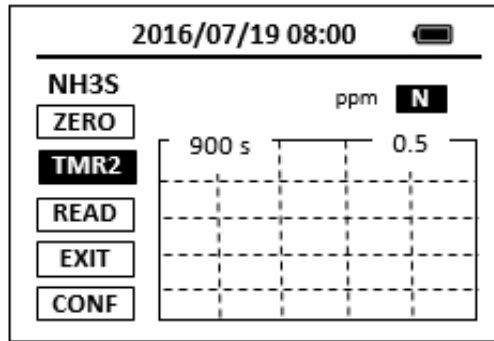 2016/07/19 08:00
NH3S
ppm N
ZERO
900 s 0.5
TMR2
READ
EXIT
CONF